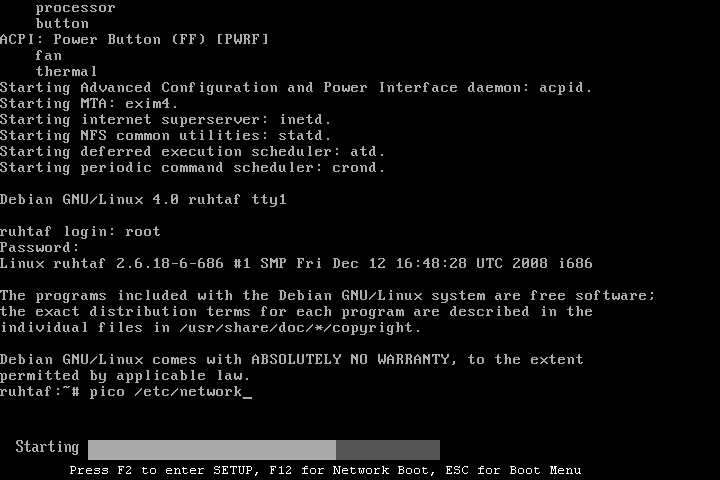 processor
button
ACPI: Power Button (FF) [PWRF]
fan
thermal
Starting Advanced Configuration and Power Interface daemon: acpid.
Starting MTA: exim4.
Starting internet superserver: inetd.
Starting NFS common utilities: statd.
Starting deferred execution scheduler: atd.
Starting periodic command scheduler: crond.
Debian GNU/Linux 4.0 ruhtaf tty1
ruhtaf login: root
Password:
Linux ruhtaf 2.6.18-6-686 #1 SMP Fri Dec 12 16:48:28 UTC 2008 i686
The programs included with the Debian GNU/Linux system are free software;
the exact distribution terms for each program are described in the
individual files in /usr/share/doc/*/copyright.
Debian GNU/Linux comes with ABSOLUTELY NO WARRANTY, to the extent
permitted by applicable law.
ruhtaf:~# pico /etc/network_
Starting
Press F2 to enter SETUP, F12 for Network Boot, ESC for Boot Menu